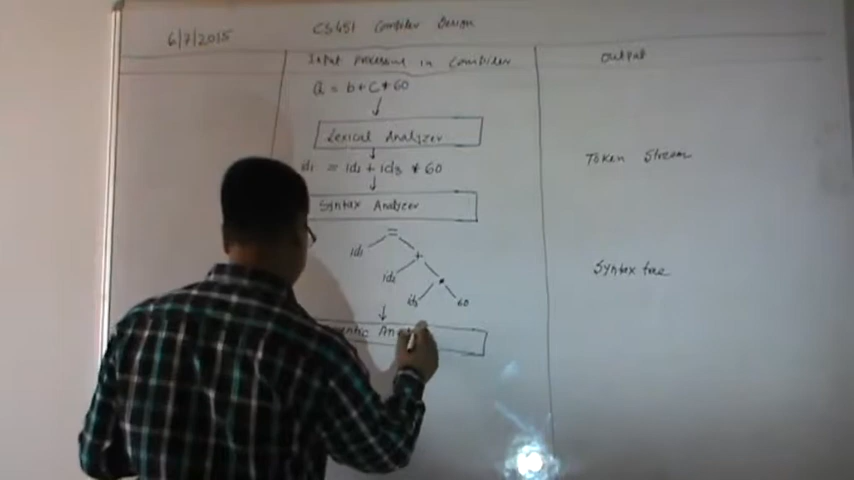 6/7/2015
CS451 Compiler Design
Input Processing in Compiler
Output
a = b + c * 60
Lexical Analyzer
id1 = id2 + id3 * 60
Token Stream
Syntax Analyzer
=
id1 +
id2 *
id3 60
Syntax tree